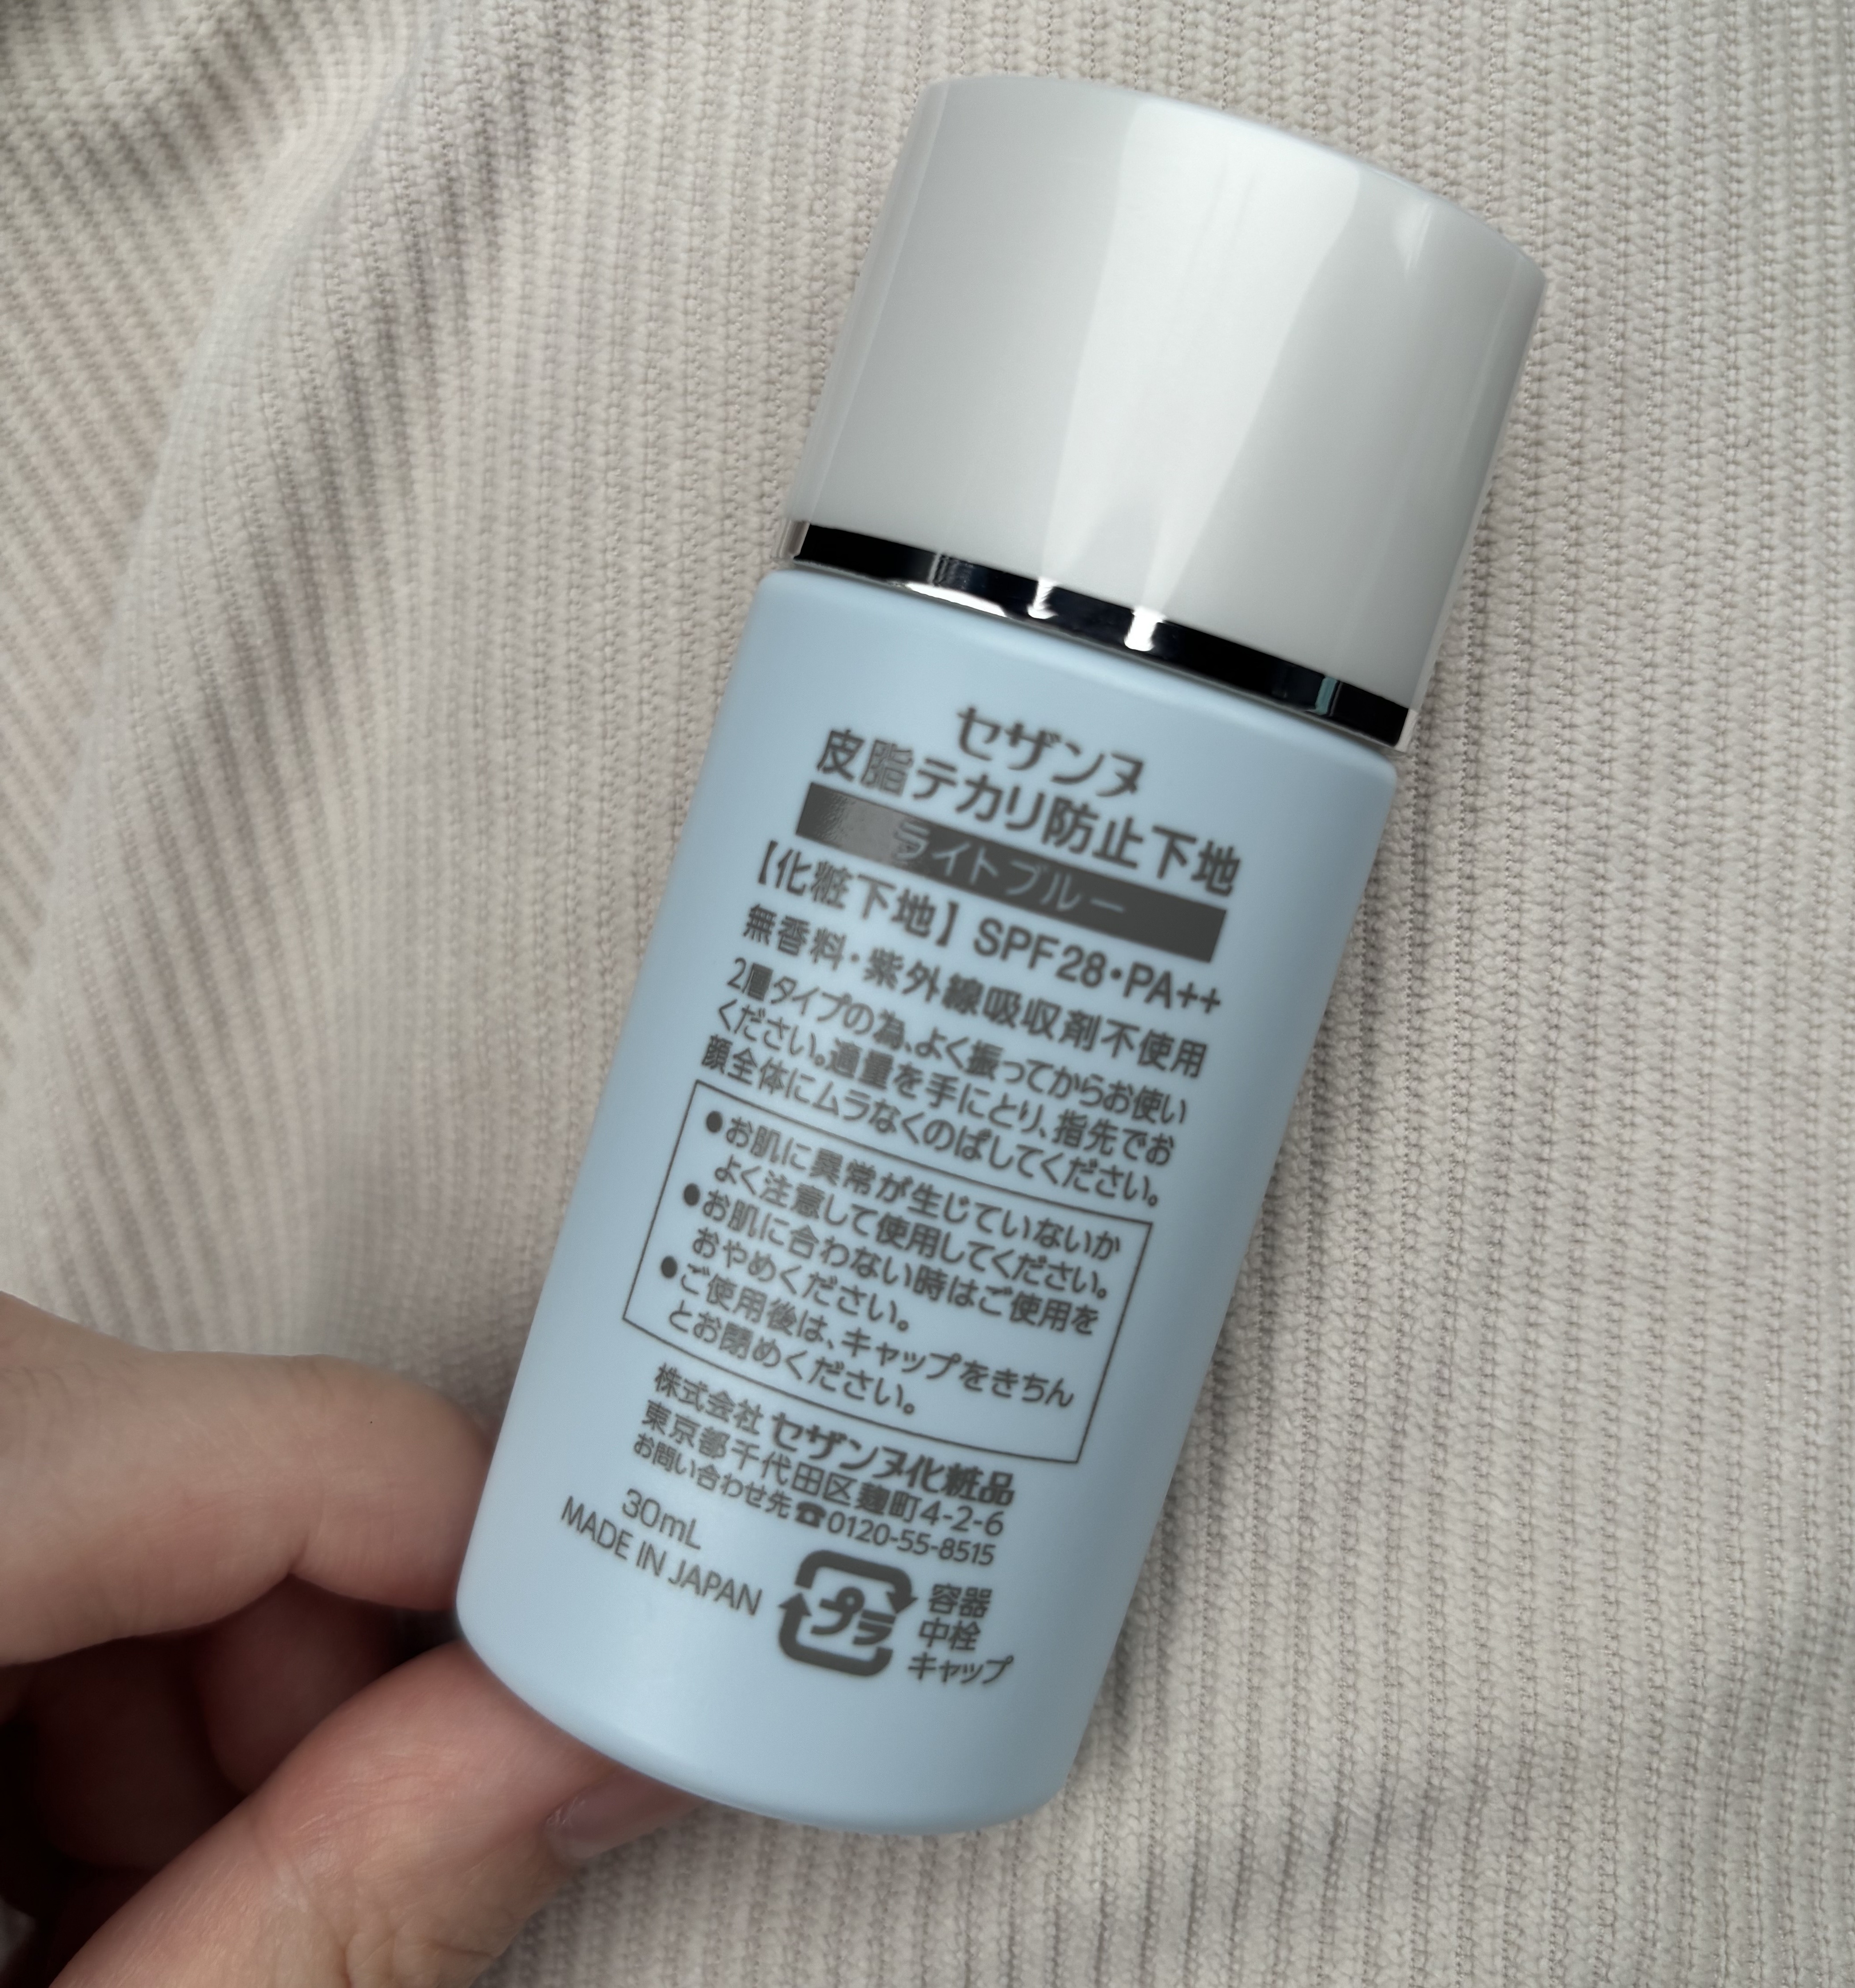 セザンヌ
皮脂テカリ防止下地
ライトブルー
【化粧下地】SPF28・PA++
無香料・紫外線吸収剤不使用
2層タイプの為、よく振ってからお使い
ください。適量を手にとり、指先でお
顔全体にムラなくのばしてください。
●お肌に異常が生じていないか
よく注意して使用してください。
●お肌に合わない時はご使用を
おやめください。
●ご使用後は、キャップをきちん
とお閉めください。
株式会社 セザンヌ化粧品
東京都千代田区麹町4-2-6
お問い合わせ先☎0120-55-8515
30mL
MADE IN JAPAN
プラ
容器
中栓
キャップ